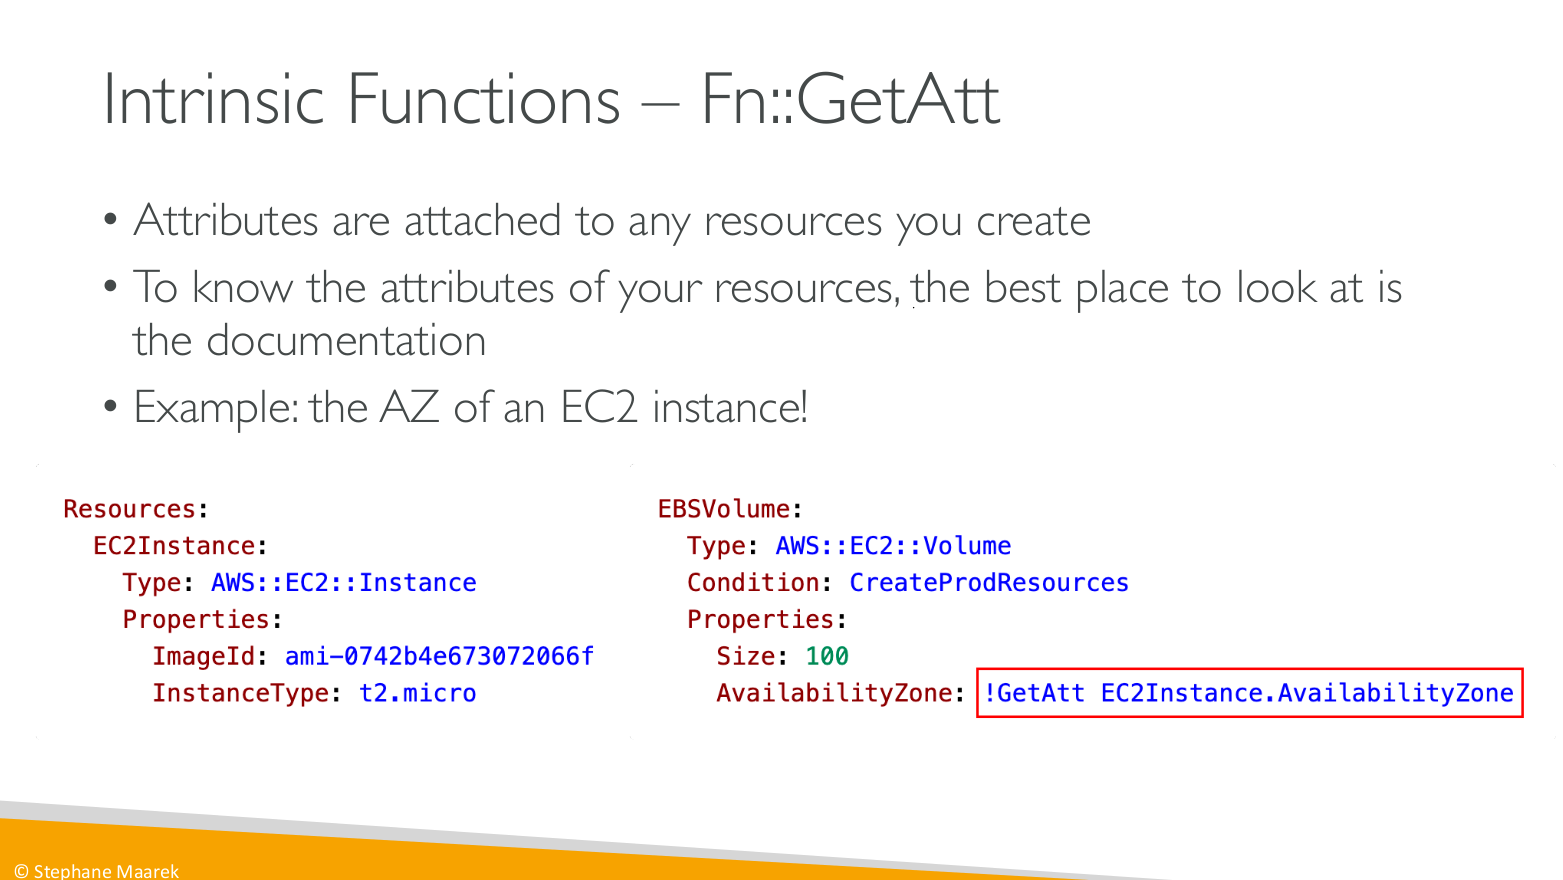 Intrinsic Functions – Fn::GetAtt
• Attributes are attached to any resources you create
• To know the attributes of your resources, the best place to look at is
the documentation
• Example: the AZ of an EC2 instance!
Resources:
  EC2Instance:
    Type: AWS::EC2::Instance
    Properties:
      ImageId: ami-0742b4e673072066f
      InstanceType: t2.micro
EBSVolume:
  Type: AWS::EC2::Volume
  Condition: CreateProdResources
  Properties:
    Size: 100
    AvailabilityZone: !GetAtt EC2Instance.AvailabilityZone
© Stephane Maarek